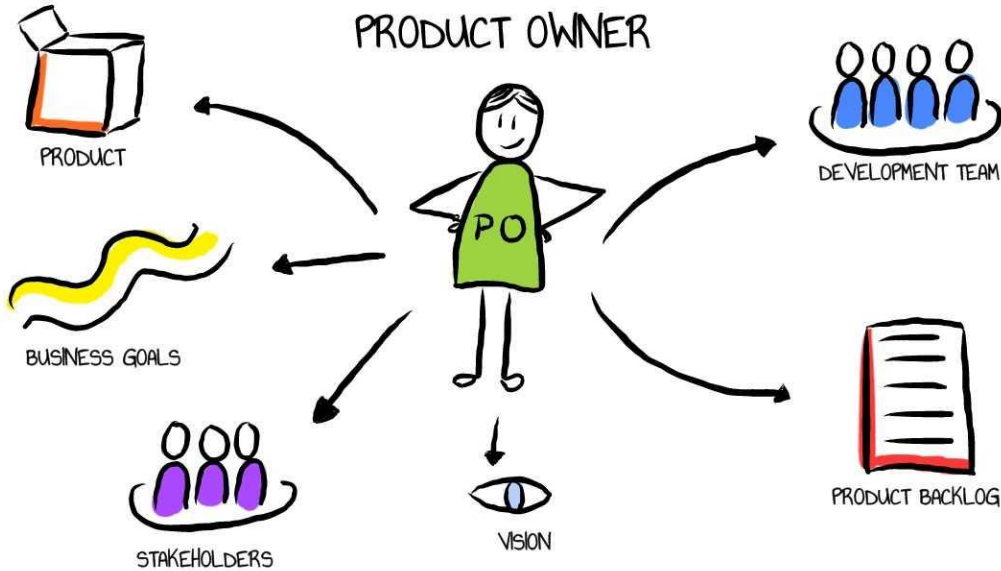 PRODUCT OWNER
PRODUCT
DEVELOPMENT TEAM
PO
BUSINESS GOALS
PRODUCT BACKLOG
STAKEHOLDERS
VISION